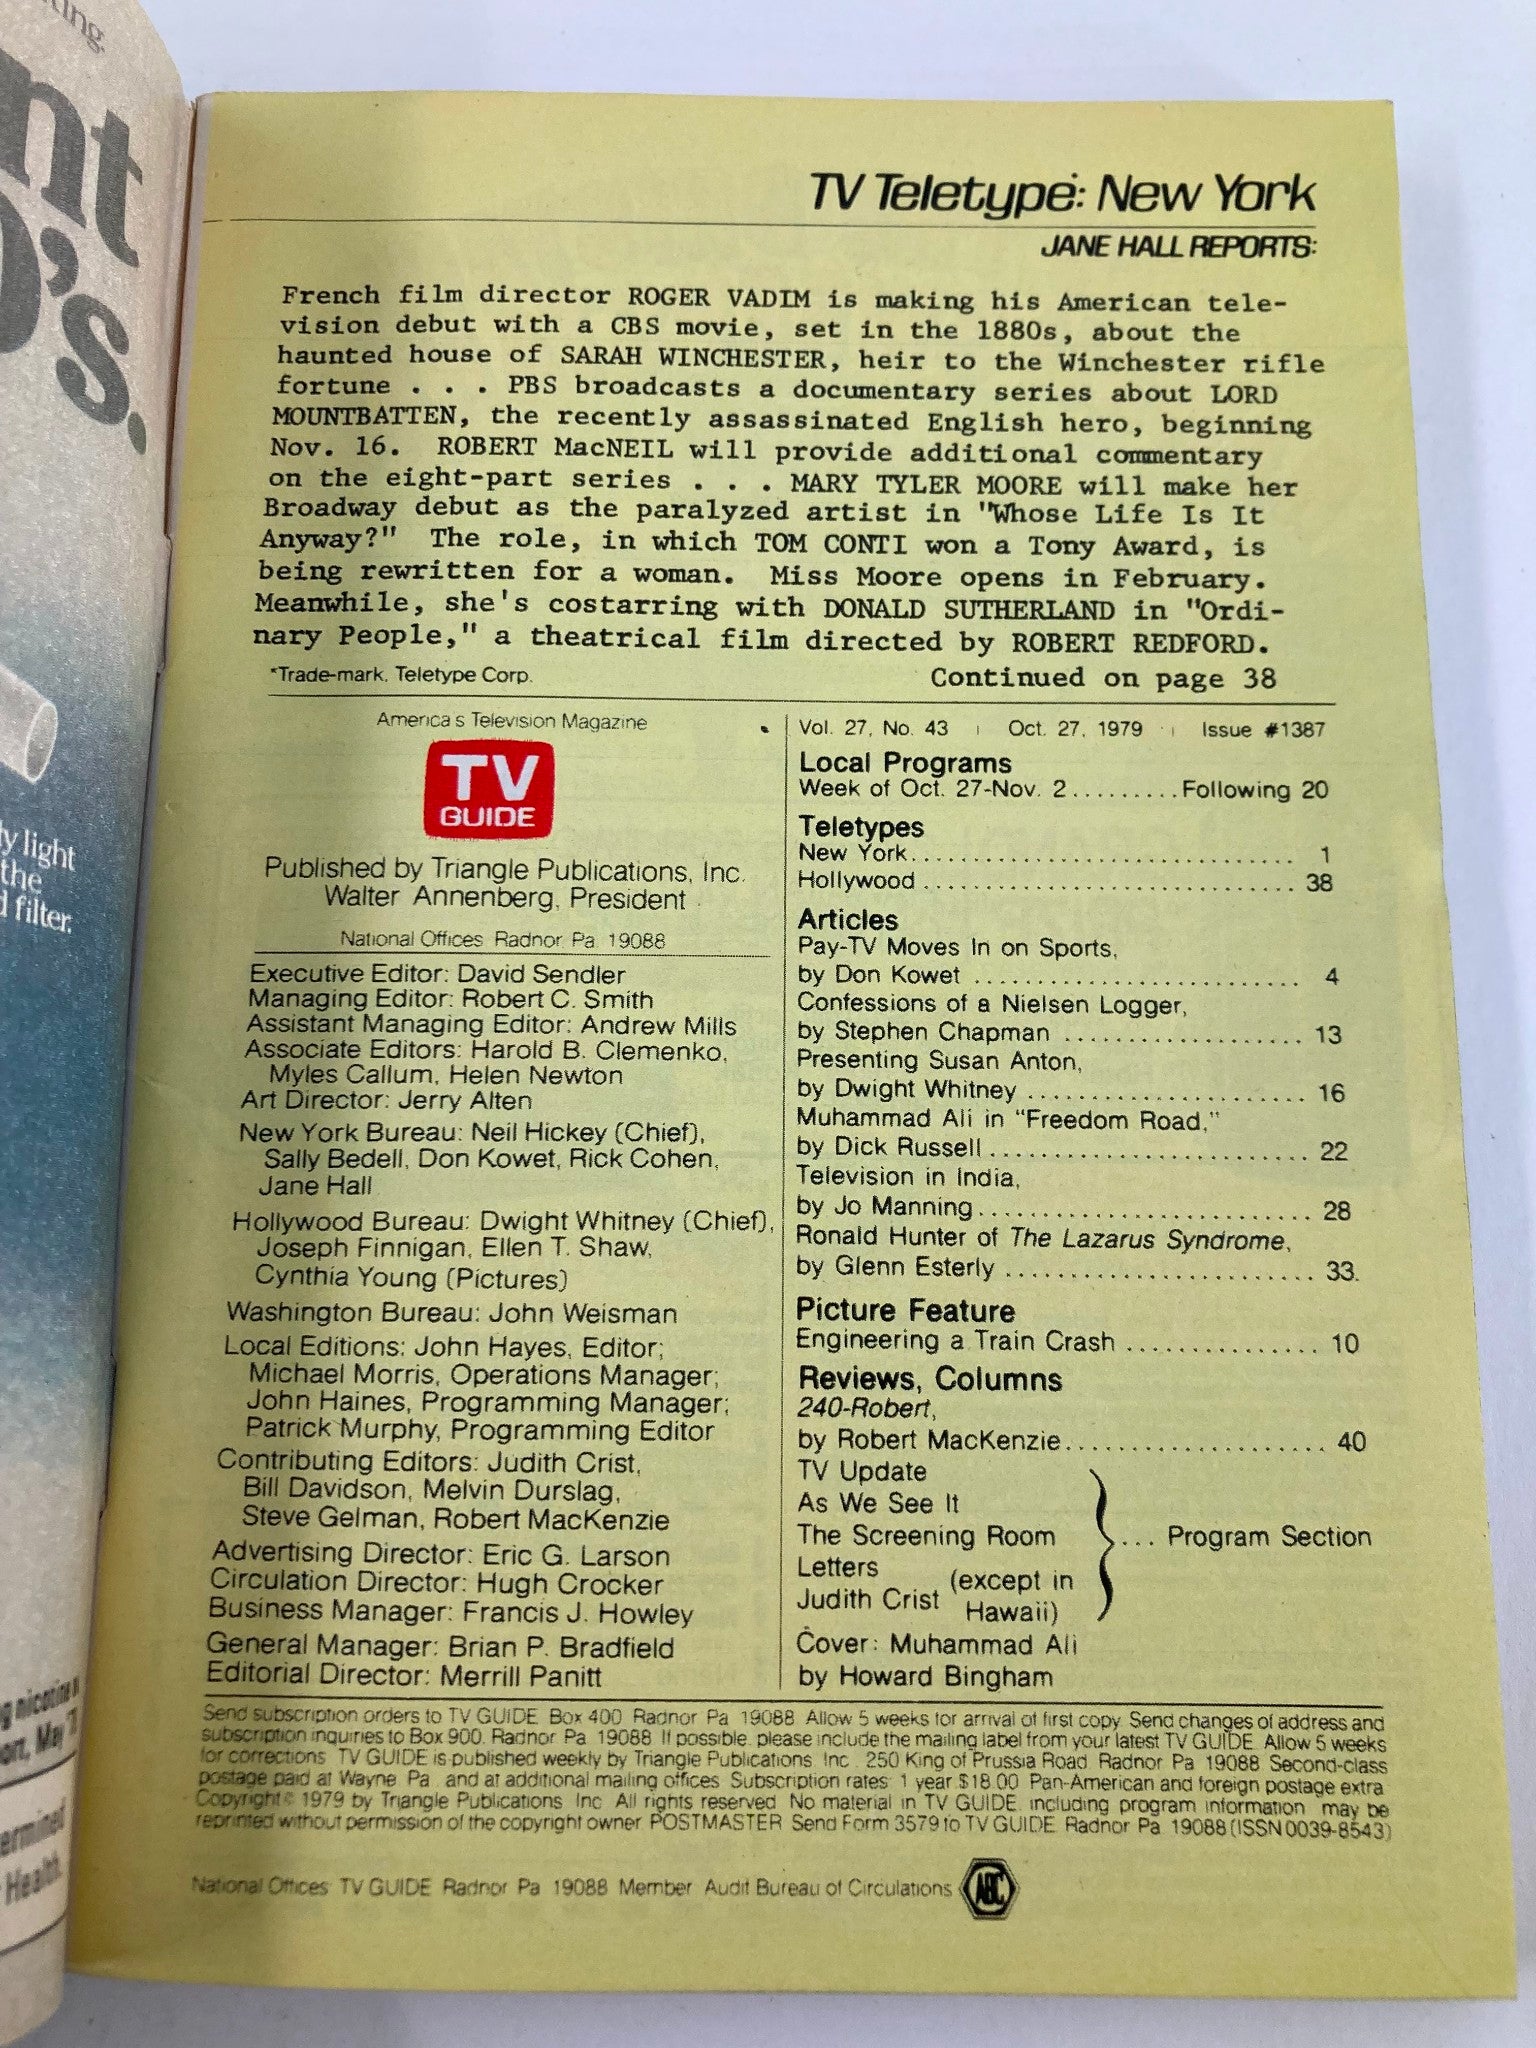 ting.
ht
O's.
ly light
the
d filter.
g nicotine
ort, May
ermined
Health.
TV Teletype*: New York
JANE HALL REPORTS:
French film director ROGER VADIM is making his American tele-
vision debut with a CBS movie, set in the 1880s, about the
haunted house of SARAH WINCHESTER, heir to the Winchester rifle
fortune . . . PBS broadcasts a documentary series about LORD
MOUNTBATTEN, the recently assassinated English hero, beginning
Nov. 16. ROBERT MacNEIL will provide additional commentary
on the eight-part series . . . MARY TYLER MOORE will make her
Broadway debut as the paralyzed artist in "Whose Life Is It
Anyway?" The role, in which TOM CONTI won a Tony Award, is
being rewritten for a woman. Miss Moore opens in February.
Meanwhile, she's costarring with DONALD SUTHERLAND in "Ordi-
nary People," a theatrical film directed by ROBERT REDFORD.
*Trade-mark, Teletype Corp.
Continued on page 38
America's Television Magazine
TV
GUIDE
Published by Triangle Publications, Inc.
Walter Annenberg, President
National Offices Radnor Pa 19088
Executive Editor: David Sendler
Managing Editor: Robert C. Smith
Assistant Managing Editor: Andrew Mills
Associate Editors: Harold B. Clemenko,
Myles Callum, Helen Newton
Art Director: Jerry Alten
New York Bureau: Neil Hickey (Chief),
Sally Bedell, Don Kowet, Rick Cohen,
Jane Hall
Hollywood Bureau: Dwight Whitney (Chief),
Joseph Finnigan, Ellen T. Shaw,
Cynthia Young (Pictures)
Washington Bureau: John Weisman
Local Editions: John Hayes, Editor;
Michael Morris, Operations Manager;
John Haines, Programming Manager;
Patrick Murphy, Programming Editor
Contributing Editors: Judith Crist,
Bill Davidson, Melvin Durslag,
Steve Gelman, Robert MacKenzie
Advertising Director: Eric G. Larson
Circulation Director: Hugh Crocker
Business Manager: Francis J. Howley
General Manager: Brian P. Bradfield
Editorial Director: Merrill Panitt
Vol. 27, No. 43 | Oct. 27, 1979 | Issue #1387
Local Programs
Week of Oct. 27-Nov. 2.........Following 20
Teletypes
New York.............................. 1
Hollywood ............................. 38
Articles
Pay-TV Moves In on Sports,
by Don Kowet ......................... 4
Confessions of a Nielsen Logger,
by Stephen Chapman .................... 13
Presenting Susan Anton,
by Dwight Whitney ....................... 16
Muhammad Ali in "Freedom Road,"
by Dick Russell.......................... 22
Television in India,
by Jo Manning........................... 28
Ronald Hunter of The Lazarus Syndrome,
by Glenn Esterly ......................... 33
Picture Feature
Engineering a Train Crash ............... 10
Reviews, Columns
240-Robert,
by Robert MacKenzie..................... 40
TV Update
As We See It
The Screening Room ... Program Section
Letters
Judith Crist (except in
Hawaii)
Cover: Muhammad Ali
by Howard Bingham
Send subscription orders to TV GUIDE Box 400 Radnor Pa 19088 Allow 5 weeks for arrival of first copy Send changes of address and
subscription inquiries to Box 900, Radnor Pa 19088 If possible, please include the mailing label from your latest TV GUIDE. Allow 5 weeks
for corrections TV GUIDE is published weekly by Triangle Publications Inc. 250 King of Prussia Road, Radnor Pa 19088 Second-class
postage paid at Wayne Pa. and at additional mailing offices Subscription rates: 1 year $18.00 Pan-American and foreign postage extra
Copyright © 1979 by Triangle Publications Inc All rights reserved No material in TV GUIDE, including program information, may be
reprinted without permission of the copyright owner POSTMASTER Send Form 3579 to TV GUIDE Radnor Pa 19088 (ISSN 0039-8543)
National Offices TV GUIDE Radnor Pa 19088 Member Audit Bureau of Circulations
ABC